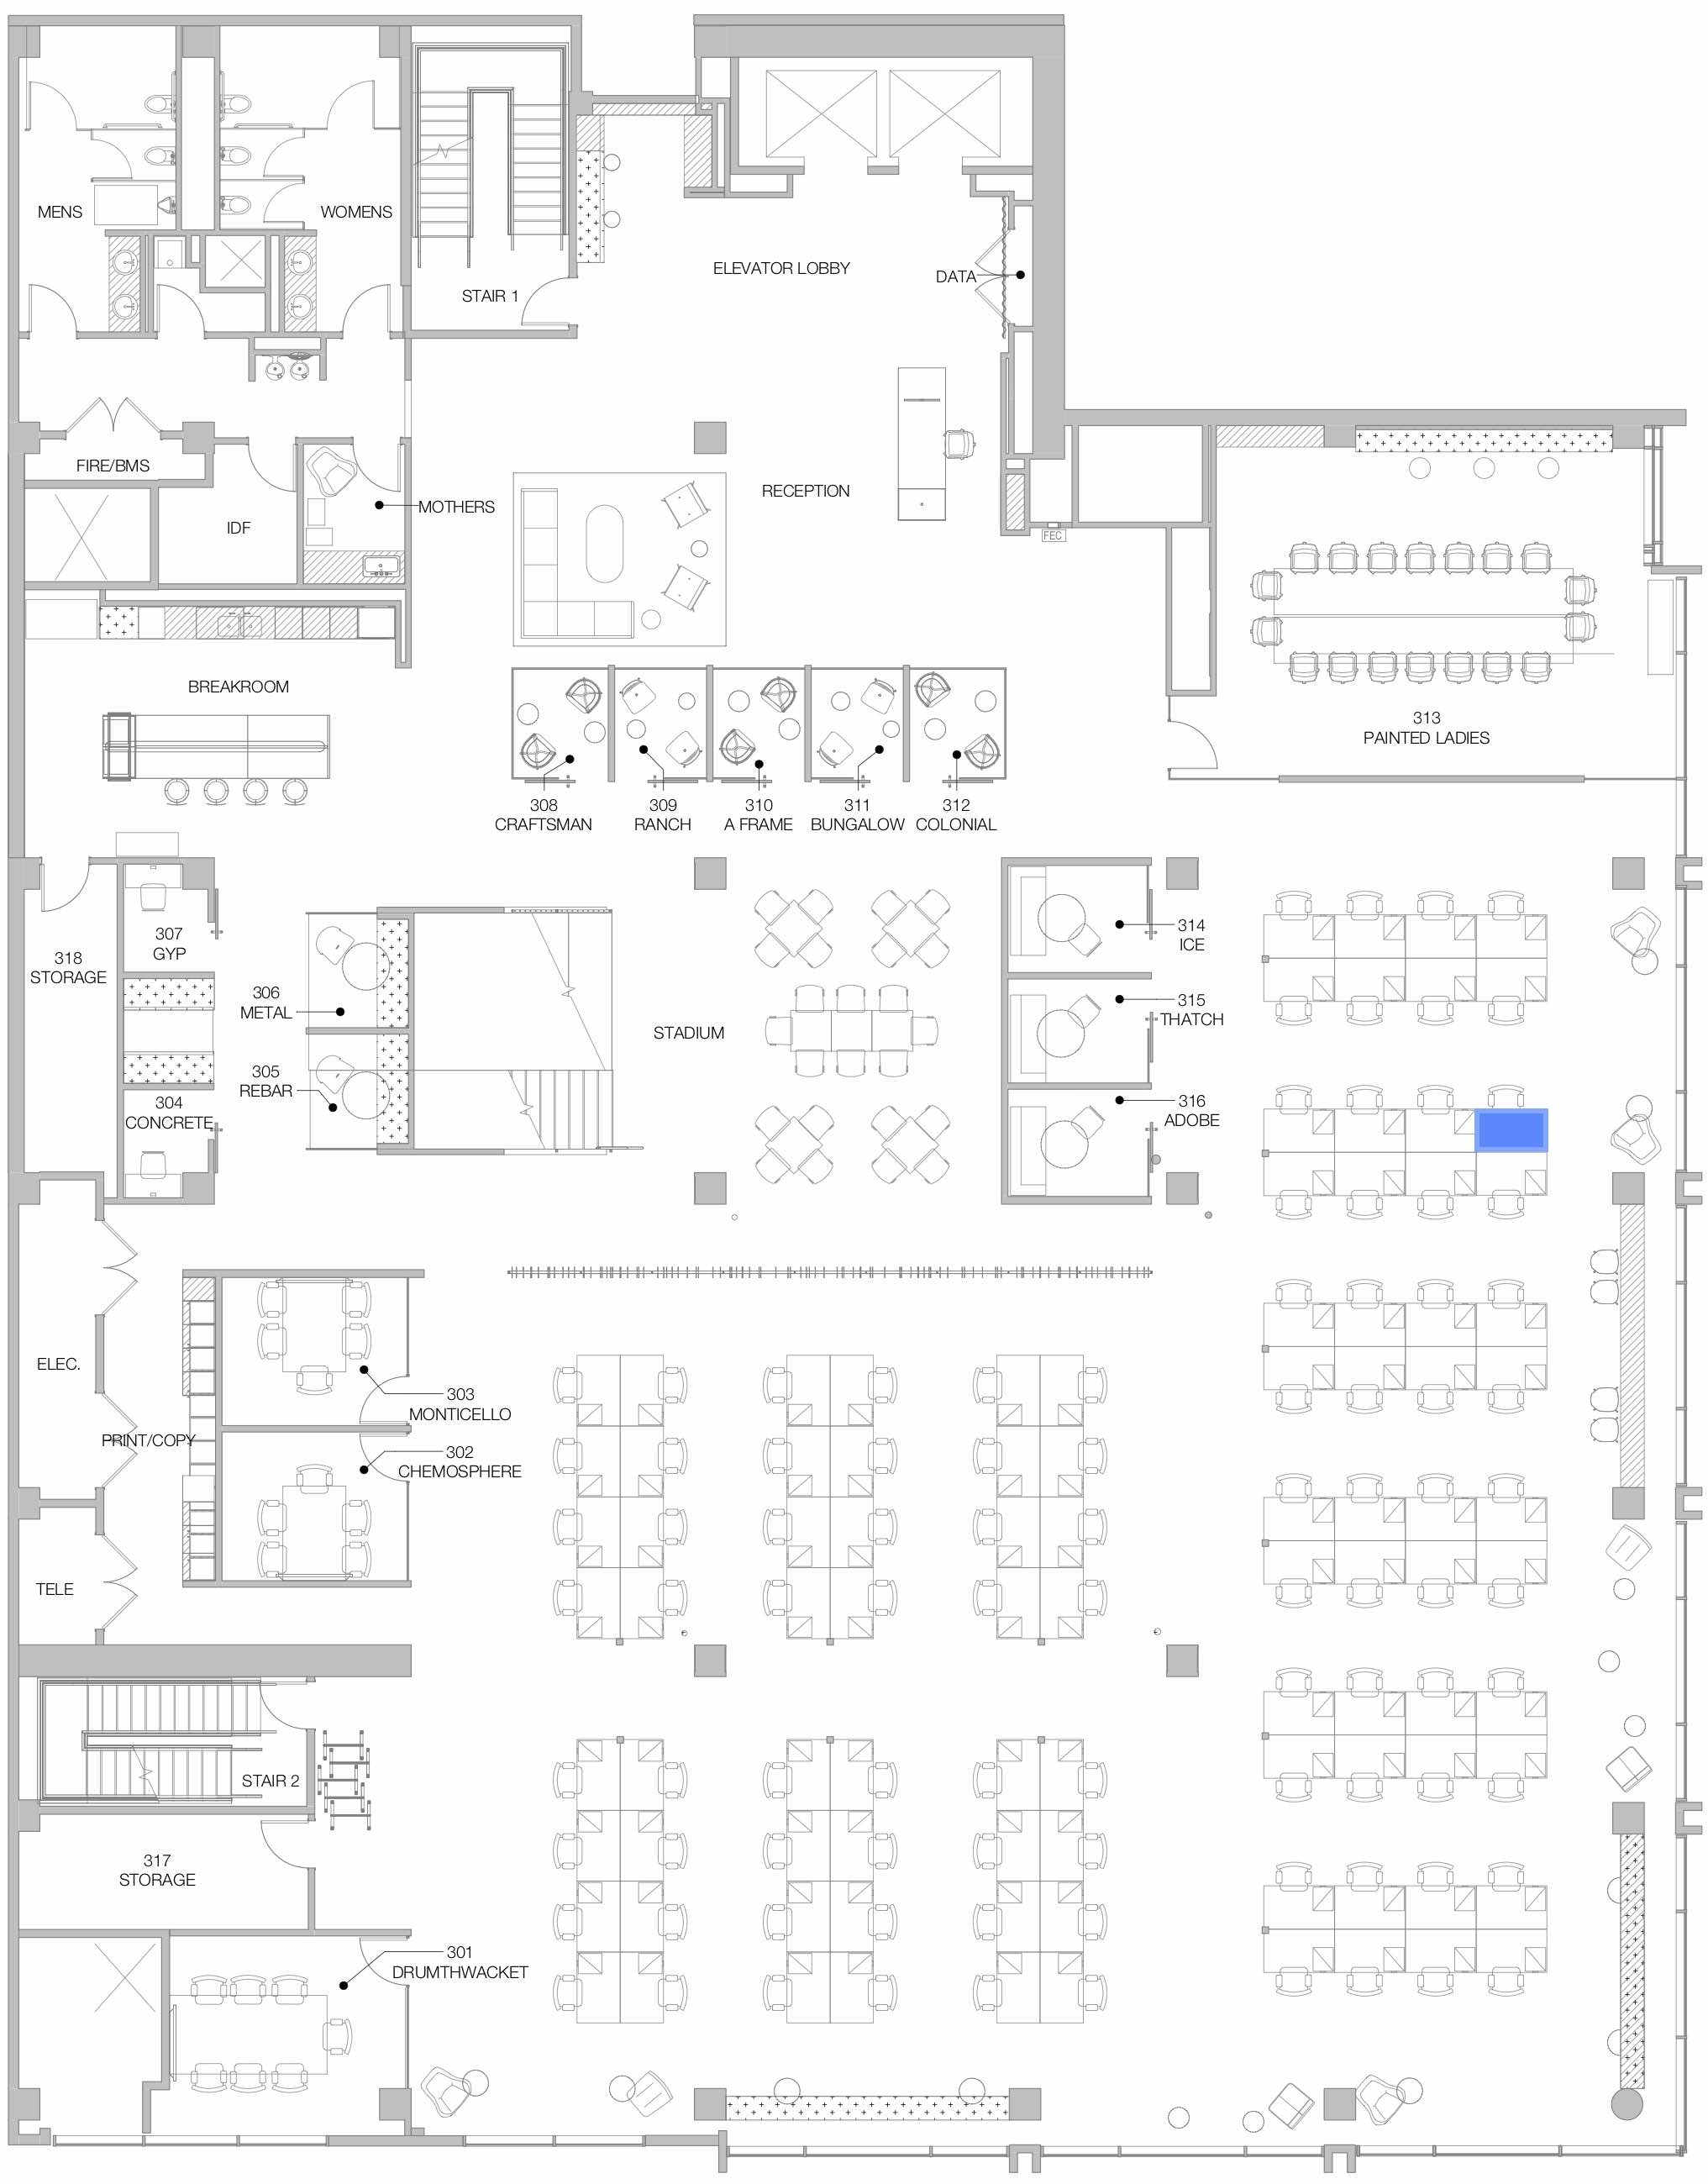 MENS
WOMENS
STAIR 1
ELEVATOR LOBBY
DATA
FIRE/BMS
IDF
MOTHERS
RECEPTION
FEC
BREAKROOM
313
PAINTED LADIES
308
CRAFTSMAN
309
RANCH
310
A FRAME
311
BUNGALOW
312
COLONIAL
307
GYP
318
STORAGE
306
METAL
305
REBAR
304
CONCRETE
STADIUM
314
ICE
315
THATCH
316
ADOBE
ELEC.
303
MONTICELLO
PRINT/COPY
302
CHEMOSPHERE
TELE
STAIR 2
317
STORAGE
301
DRUMTHWACKET